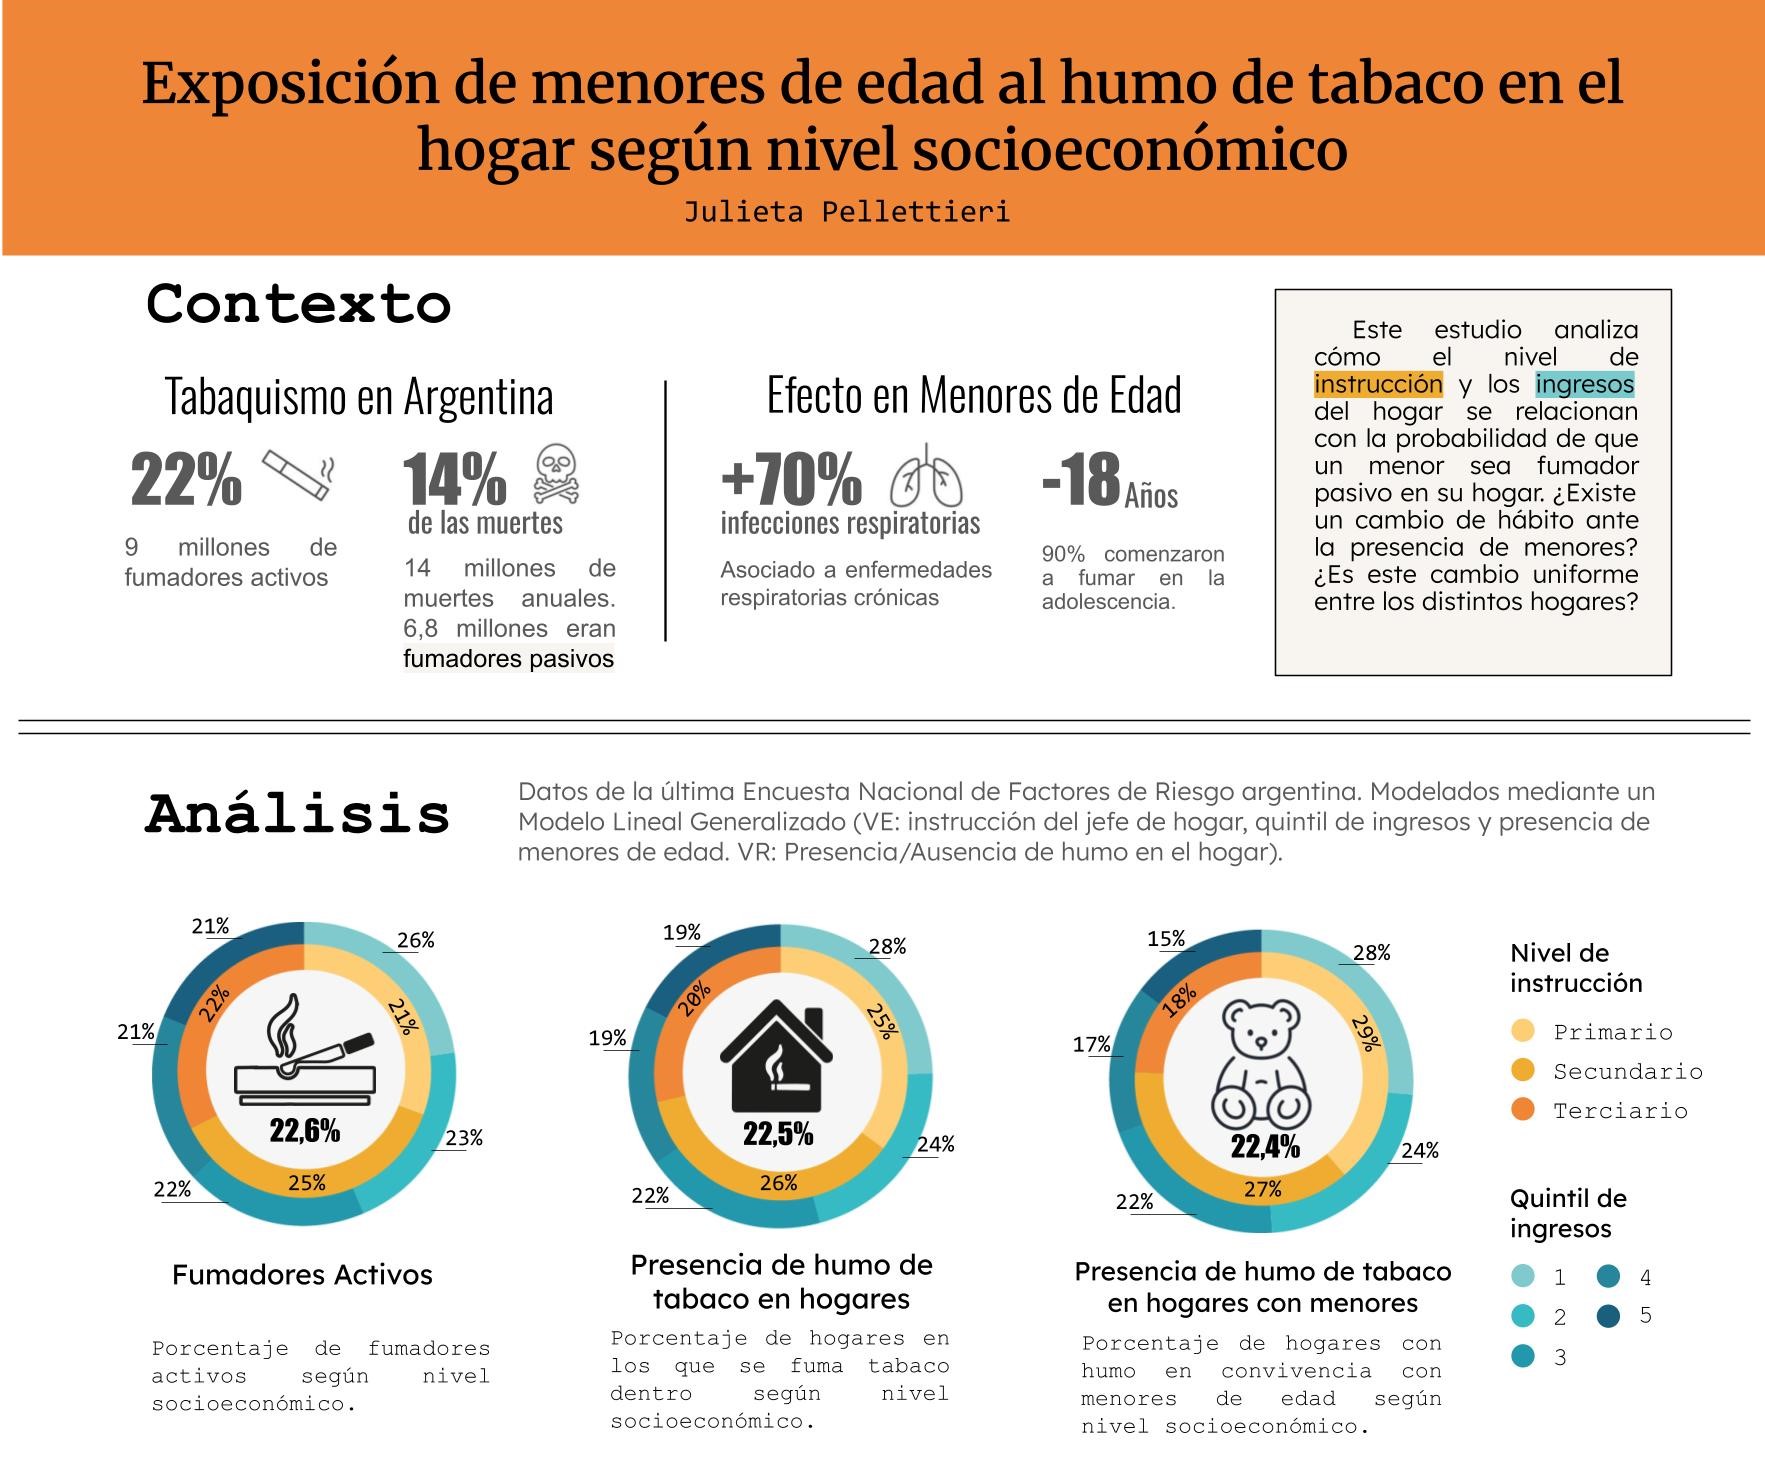 Exposición de menores de edad al humo de tabaco en el
hogar según nivel socioeconómico
Julieta Pellettieri
Contexto
Tabaquismo en Argentina
22%
9 millones de
fumadores activos
14%
de las muertes
14 millones de
muertes anuales.
6,8 millones eran
fumadores pasivos
Efecto en Menores de Edad
+70%
infecciones respiratorias
Asociado a enfermedades
respiratorias crónicas
-18 Años
90% comenzaron
a fumar en la
adolescencia.
Este estudio analiza
cómo el nivel de
instrucción y los ingresos
del hogar se relacionan
con la probabilidad de que
un menor sea fumador
pasivo en su hogar. ¿Existe
un cambio de hábito ante
la presencia de menores?
¿Es este cambio uniforme
entre los distintos hogares?
Análisis
Datos de la última Encuesta Nacional de Factores de Riesgo argentina. Modelados mediante un
Modelo Lineal Generalizado (VE: instrucción del jefe de hogar, quintil de ingresos y presencia de
menores de edad. VR: Presencia/Ausencia de humo en el hogar).
21%
26%
22%
21%
21%
22,6%
23%
25%
22%
Fumadores Activos
Porcentaje de fumadores
activos según nivel
socioeconómico.
19%
28%
20%
25%
19%
22,5%
24%
26%
22%
Presencia de humo de
tabaco en hogares
Porcentaje de hogares en
los que se fuma tabaco
dentro según nivel
socioeconómico.
15%
28%
18%
29%
17%
22,4%
24%
27%
22%
Presencia de humo de tabaco
en hogares con menores
Porcentaje de hogares con
humo en convivencia con
menores de edad según
nivel socioeconómico.
Nivel de
instrucción
Primario
Secundario
Terciario
Quintil de
ingresos
1 4
2 5
3